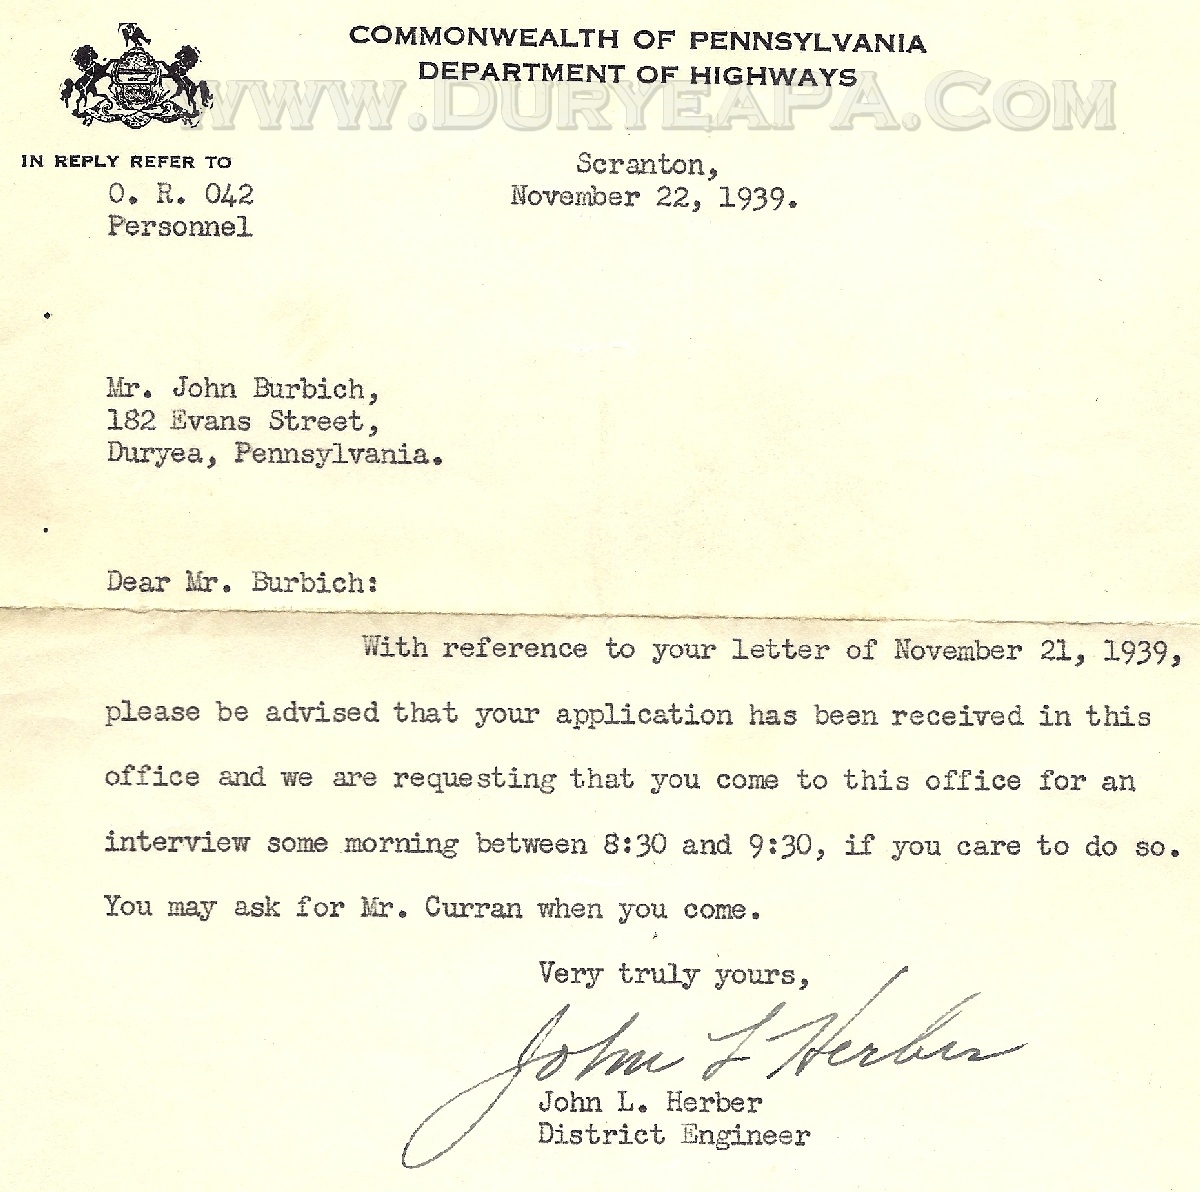 COMMONWEALTH OF PENNSYLVANIA
DEPARTMENT OF HIGHWAYS
www.DuryeaPA.Com
IN REPLY REFER TO
O. R. 042
Personnel
Scranton,
November 22, 1939.
Mr. John Burbich,
182 Evans Street,
Duryea, Pennsylvania.
Dear Mr. Burbich:
With reference to your letter of November 21, 1939,
please be advised that your application has been received in this
office and we are requesting that you come to this office for an
interview some morning between 8:30 and 9:30, if you care to do so.
You may ask for Mr. Curran when you come.
Very truly yours,
John L Herber
John L. Herber
District Engineer